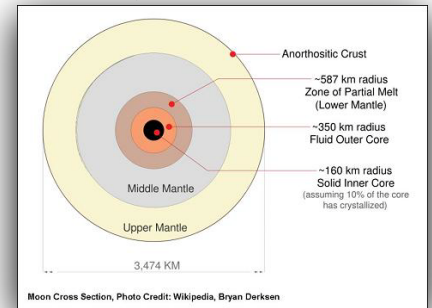 Anorthositic Crust
~587 km radius
Zone of Partial Melt
(Lower Mantle)
~350 km radius
Fluid Outer Core
~160 km radius
Solid Inner Core
(assuming 10% of the core
has crystallized)
Middle Mantle
Upper Mantle
3,474 KM
Moon Cross Section, Photo Credit: Wikipedia, Bryan Derksen